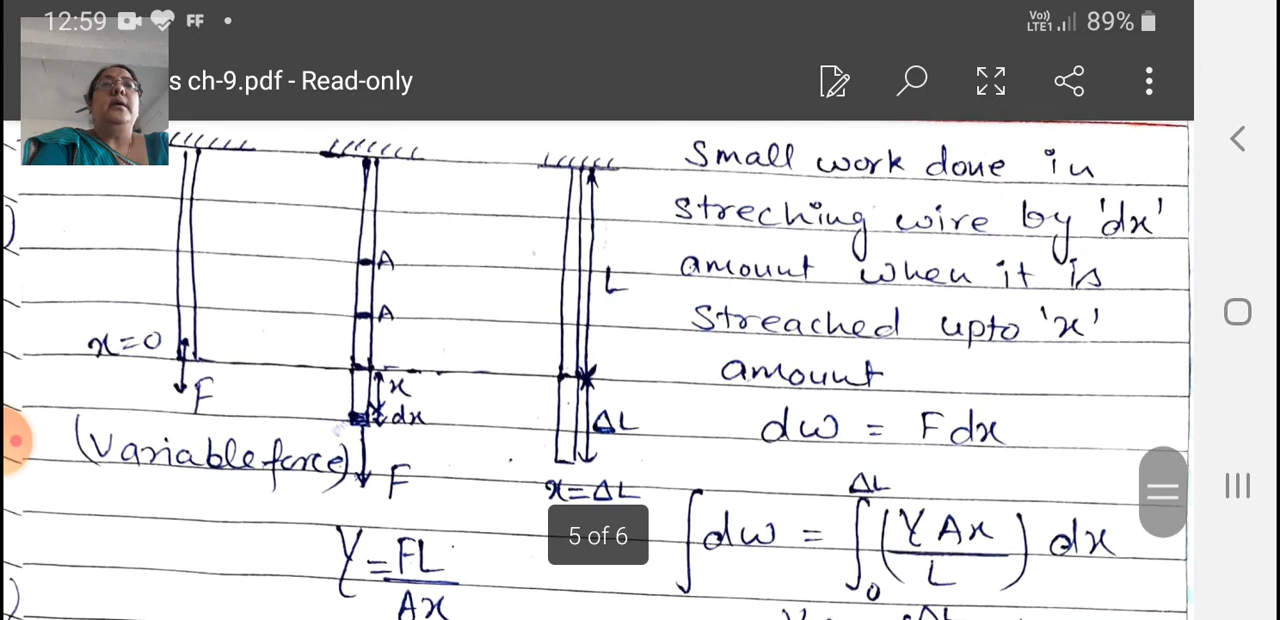 12:59 FF Vo)) LTE1 89%
s ch-9.pdf - Read-only
Small work done in
streching wire by 'dx'
amount when it is
streached upto 'x'
amount
dw = Fdx
∫dw = ∫₀^ΔL (YAx/L) dx
A
A
L
x=0
F
x
dx
ΔL
(variable force)
F
x=ΔL
5 of 6
Y = FL/Ax